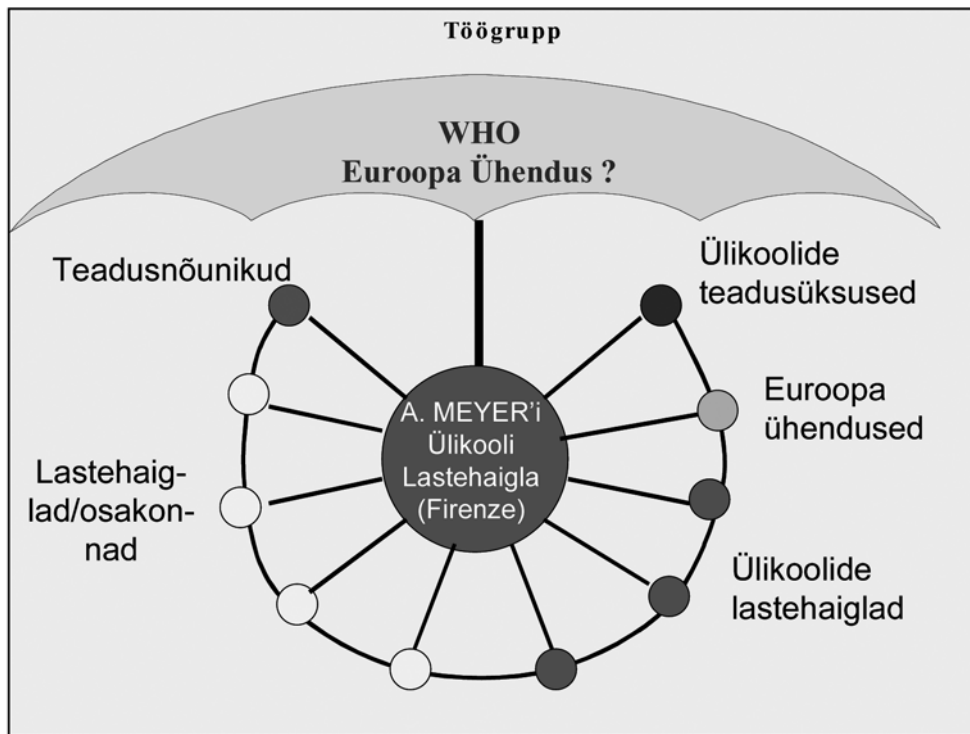 Töögrupp
WHO
Euroopa Ühendus ?
Teadusnõunikud
Ülikoolide
teadusüksused
A. MEYER'i
Ülikooli
Lastehaigla
(Firenze)
Euroopa
ühendused
Lastehaig-
lad/osakon-
nad
Ülikoolide
lastehaiglad